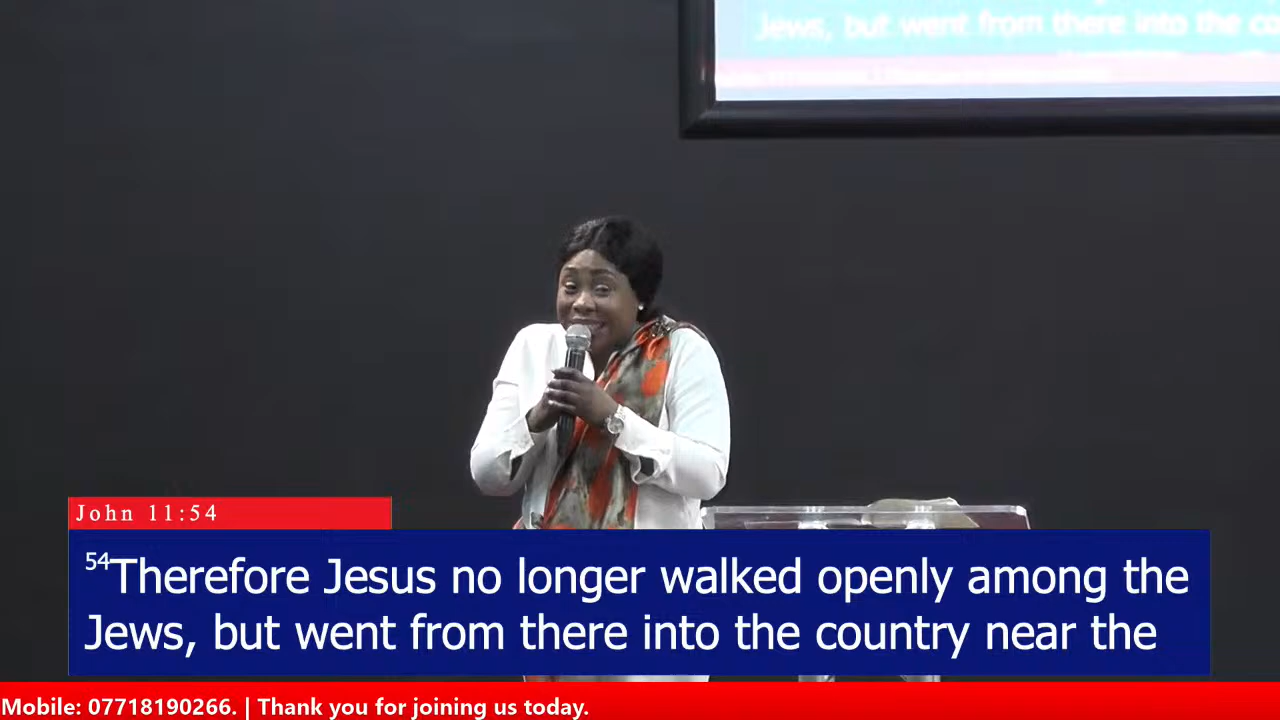 Jews, but went from there into the co
John 11:54
54Therefore Jesus no longer walked openly among the
Jews, but went from there into the country near the
Mobile: 07718190266. | Thank you for joining us today.